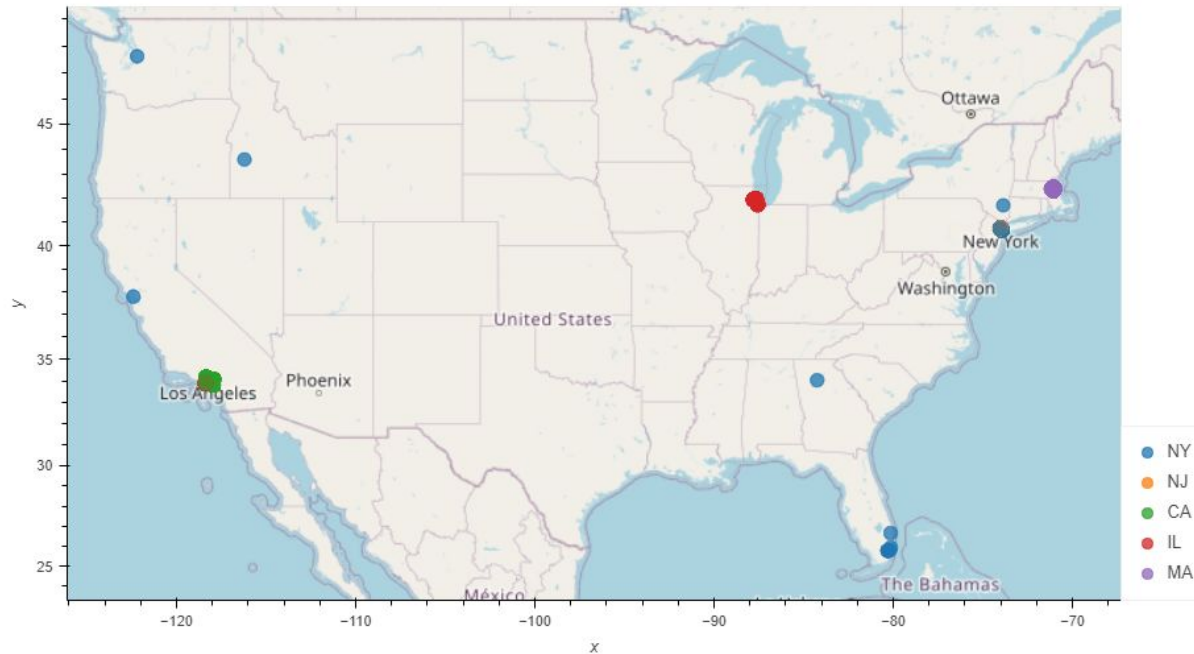 Ottawa
45
40
New York
Washington
y
United States
35
Phoenix
Los Angeles
NY
NJ
30
CA
IL
25
MA
The Bahamas
México
−120
−110
−100
−90
−80
−70
x